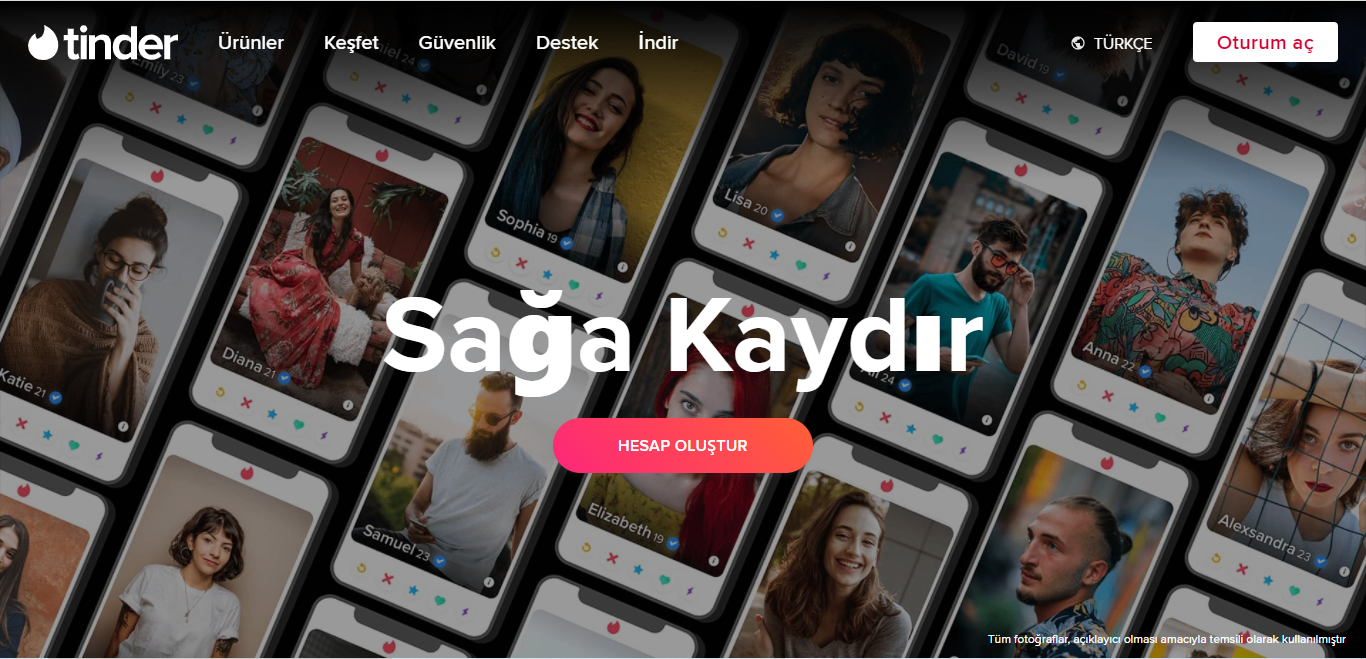 tinder
Ürünler
Keşfet
Güvenlik
Destek
İndir
TÜRKÇE
Oturum aç
Emily 23
24
David 19
Sophia 19
Lisa 20
Katie 21
Diana 21
Sağa Kaydır
Ali 24
Anna 22
HESAP OLUŞTUR
Samuel 23
Elizabeth 19
Alexsandra 23
Tüm fotoğraflar, açıklayıcı olması amacıyla temsili olarak kullanılmıştır